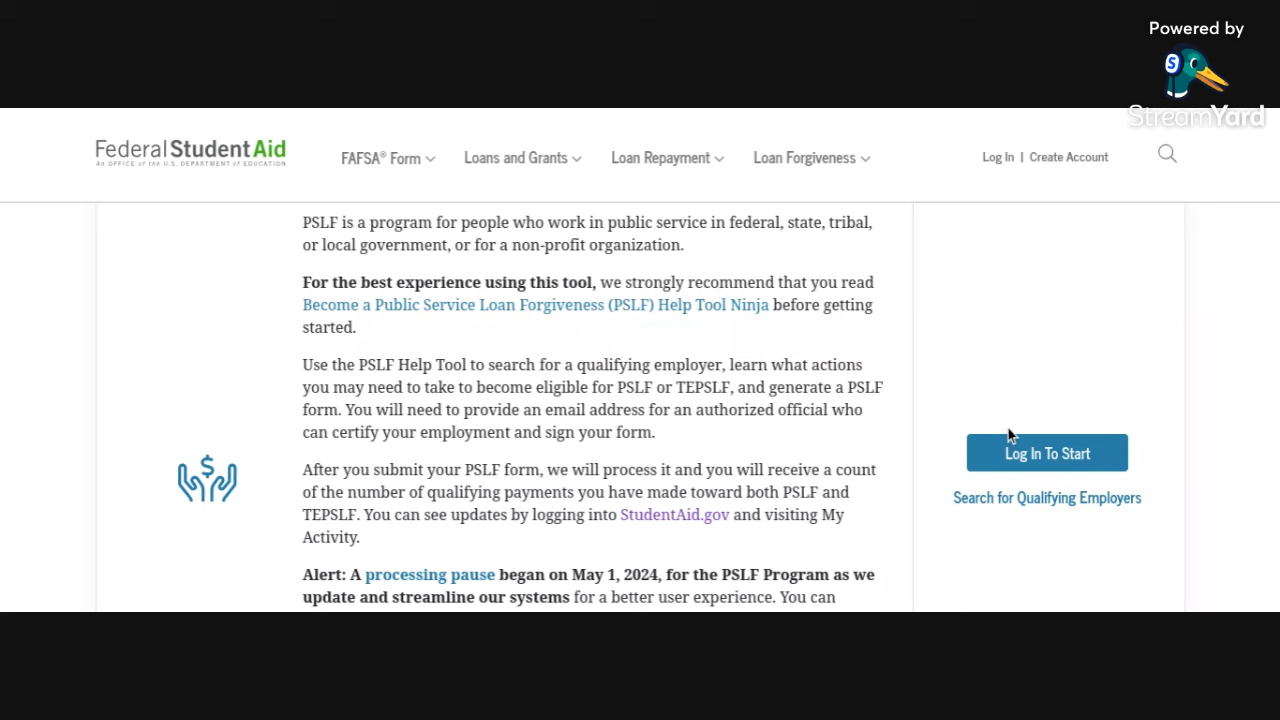 Powered by
S
StreamYard
Federal StudentAid
An OFFICE of the U.S. DEPARTMENT of EDUCATION
FAFSA® Form
Loans and Grants
Loan Repayment
Loan Forgiveness
Log In | Create Account
PSLF is a program for people who work in public service in federal, state, tribal,
or local government, or for a non-profit organization.
For the best experience using this tool, we strongly recommend that you read
Become a Public Service Loan Forgiveness (PSLF) Help Tool Ninja before getting
started.
Use the PSLF Help Tool to search for a qualifying employer, learn what actions
you may need to take to become eligible for PSLF or TEPSLF, and generate a PSLF
form. You will need to provide an email address for an authorized official who
can certify your employment and sign your form.
After you submit your PSLF form, we will process it and you will receive a count
of the number of qualifying payments you have made toward both PSLF and
TEPSLF. You can see updates by logging into StudentAid.gov and visiting My
Activity.
Alert: A processing pause began on May 1, 2024, for the PSLF Program as we
update and streamline our systems for a better user experience. You can
$
Log In To Start
Search for Qualifying Employers